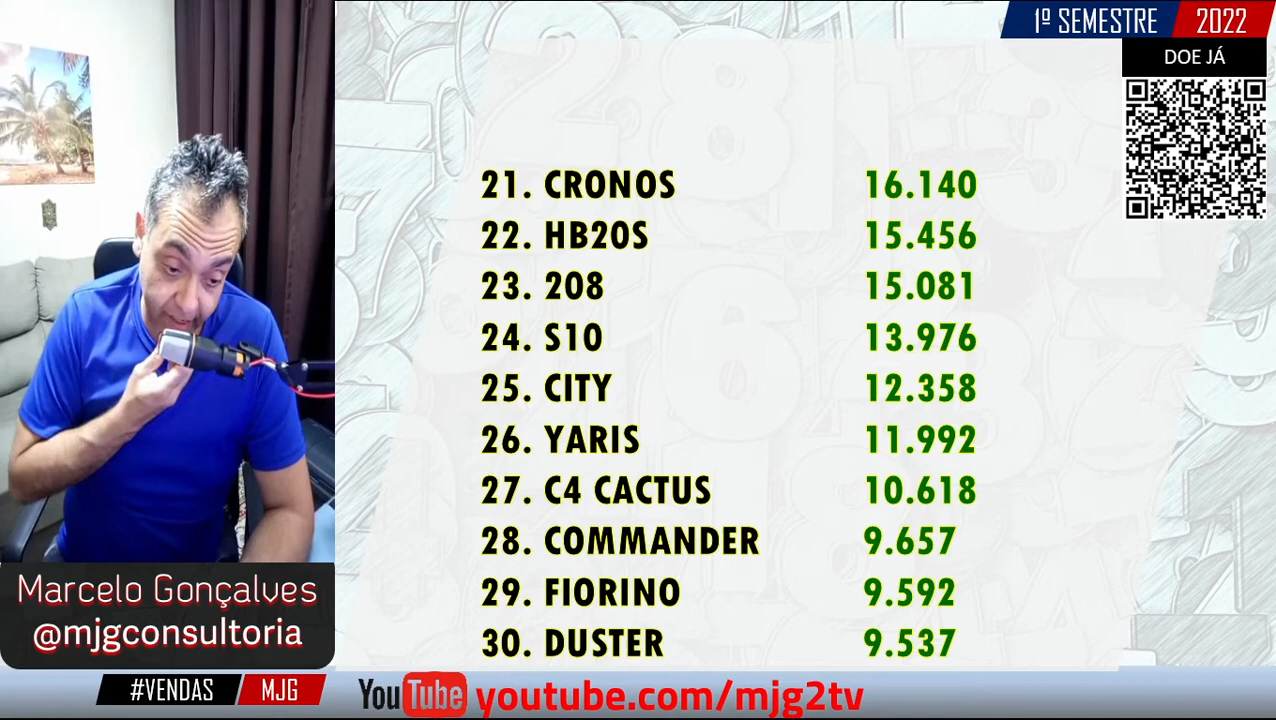 1º SEMESTRE 2022
DOE JÁ
21. CRONOS 16.140
22. HB20S 15.456
23. 208 15.081
24. S10 13.976
25. CITY 12.358
26. YARIS 11.992
27. C4 CACTUS 10.618
28. COMMANDER 9.657
29. FIORINO 9.592
30. DUSTER 9.537
Marcelo Gonçalves
@mjgconsultoria
#VENDAS MJG YouTube youtube.com/mjg2tv